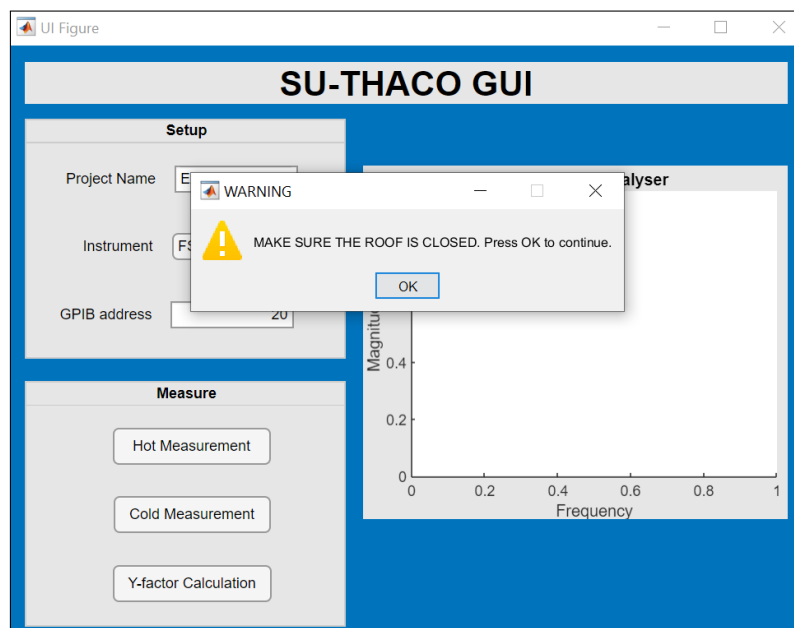 UI Figure
SU-THACO GUI
Setup
Project Name
E
Instrument
FS
GPIB address
20
WARNING
MAKE SURE THE ROOF IS CLOSED. Press OK to continue.
OK
alyser
Magnitu
0.4
0.2
0
0
0.2
0.4
0.6
0.8
1
Frequency
Measure
Hot Measurement
Cold Measurement
Y-factor Calculation